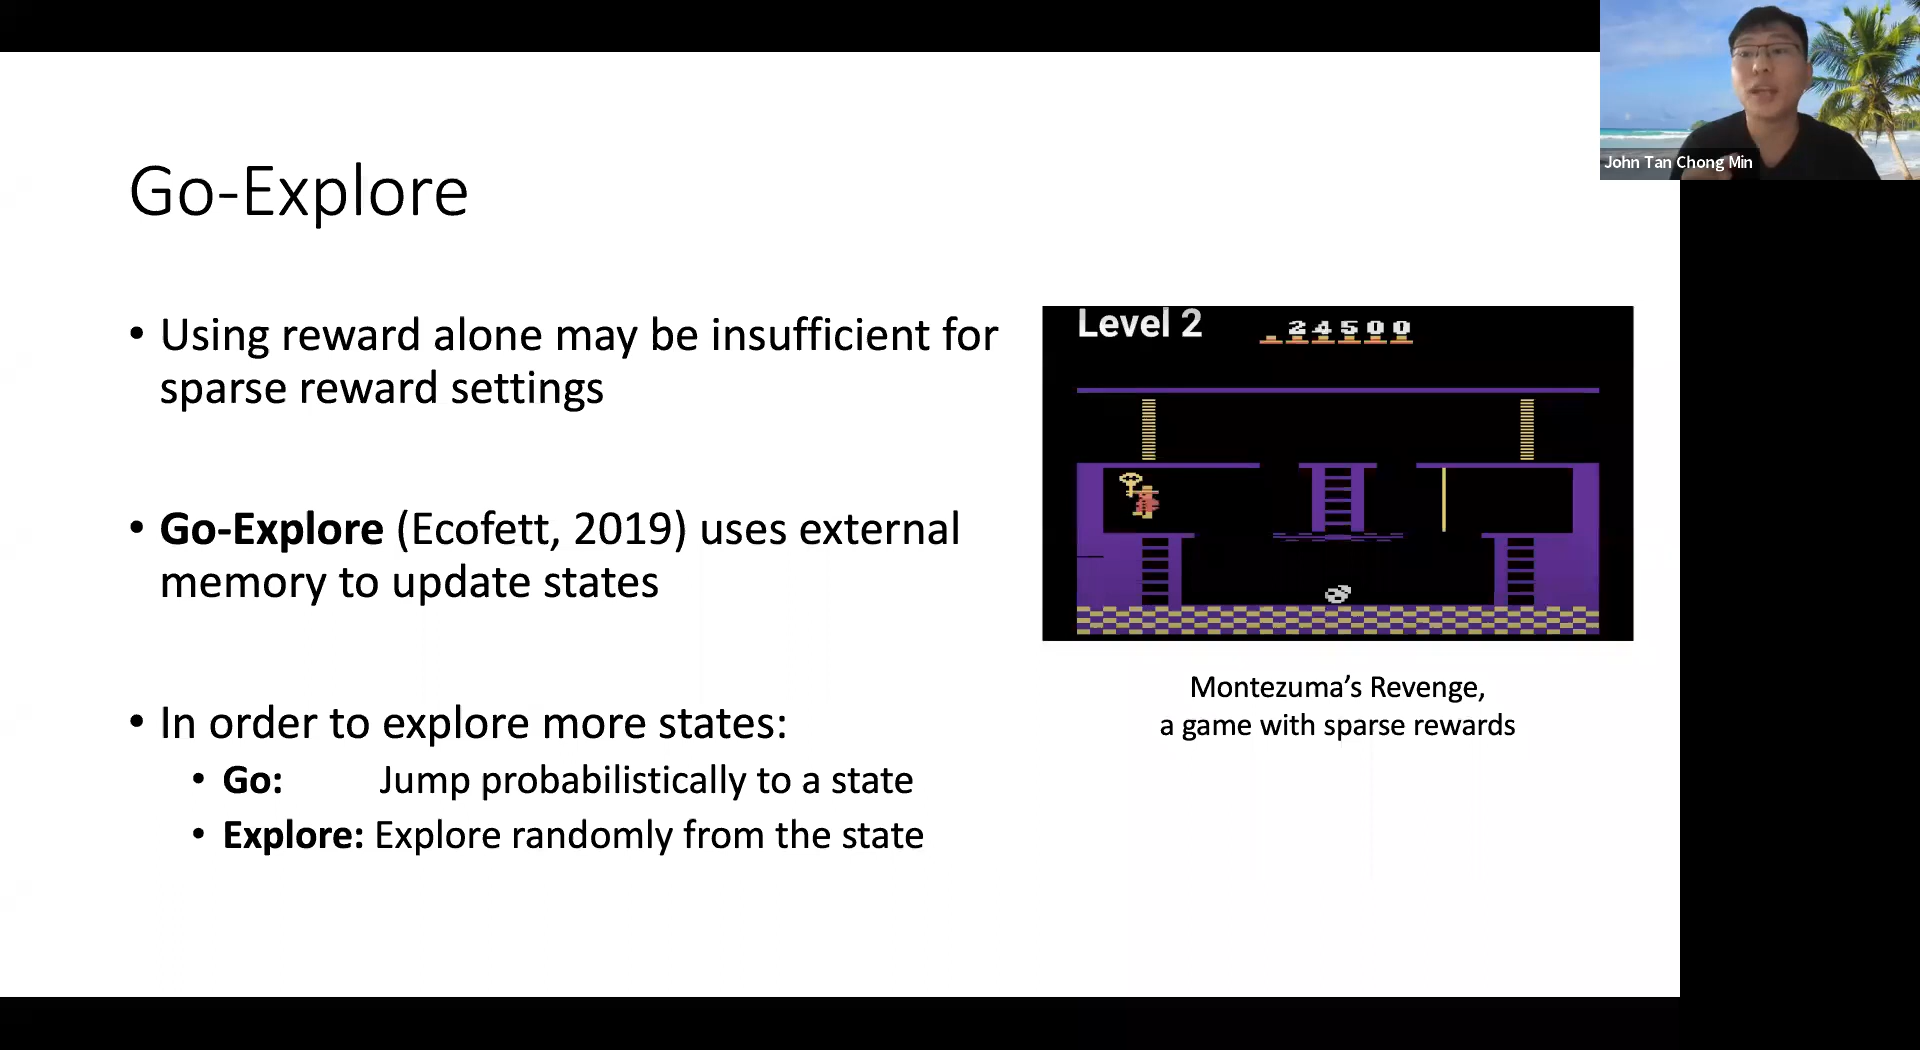 John Tan Chong Min
Go-Explore
• Using reward alone may be insufficient for
sparse reward settings
• Go-Explore (Ecofett, 2019) uses external
memory to update states
• In order to explore more states:
• Go: Jump probabilistically to a state
• Explore: Explore randomly from the state
Level 2 24500
Montezuma’s Revenge,
a game with sparse rewards